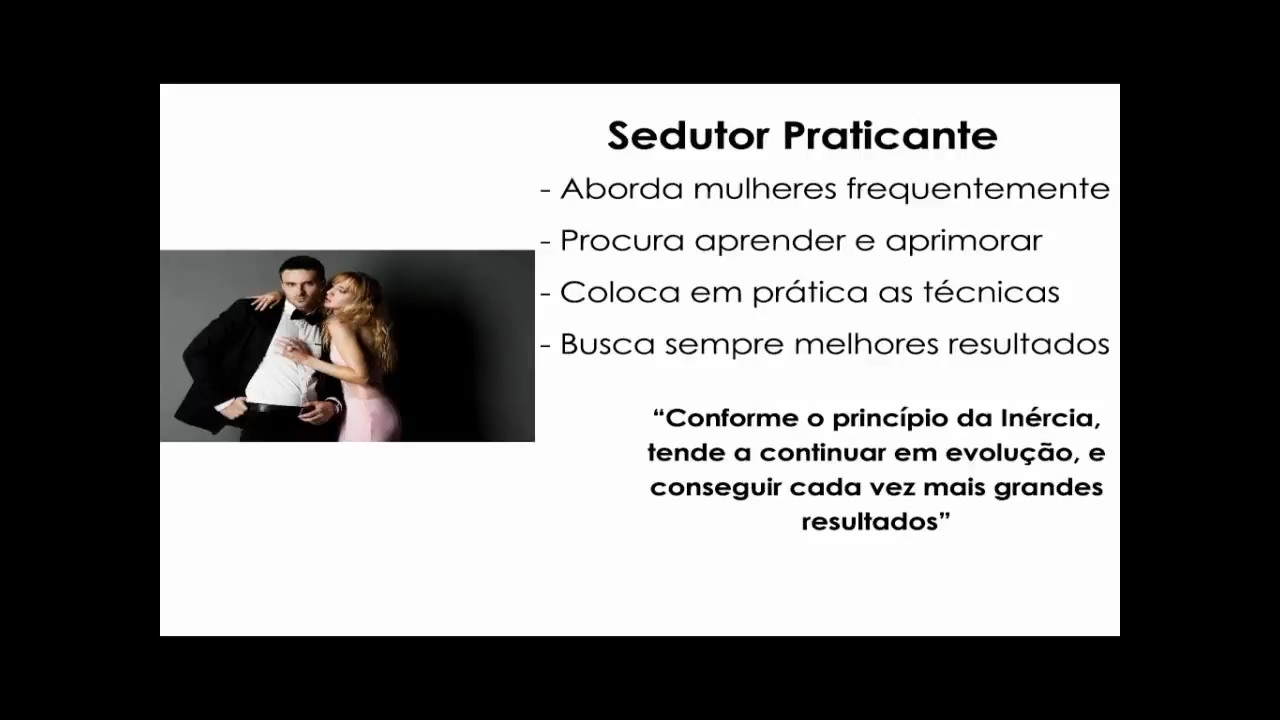 Sedutor Praticante
- Aborda mulheres frequentemente
- Procura aprender e aprimorar
- Coloca em prática as técnicas
- Busca sempre melhores resultados
“Conforme o princípio da Inércia,
tende a continuar em evolução, e
conseguir cada vez mais grandes
resultados”